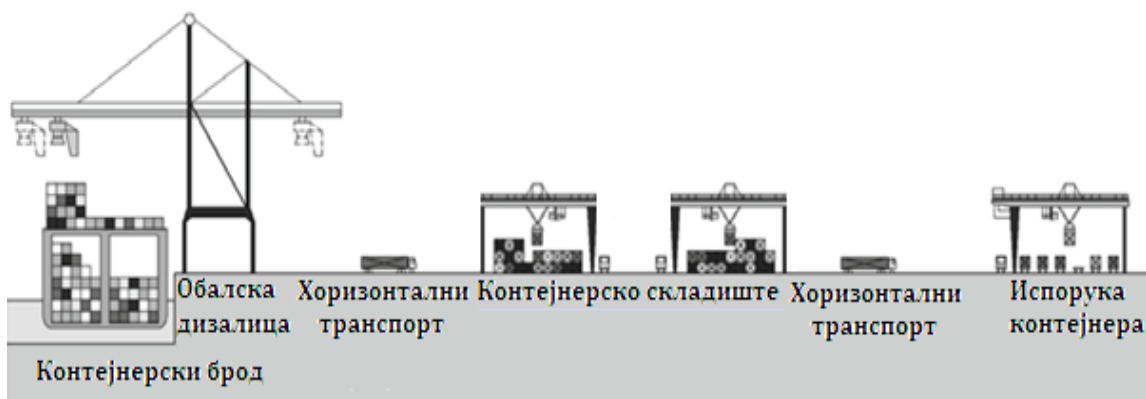 Обалска
дизалица
Хоризонтални
транспорт
Контејнерско складиште
Хоризонтални
транспорт
Испорука
контејнера
Контејнерски брод